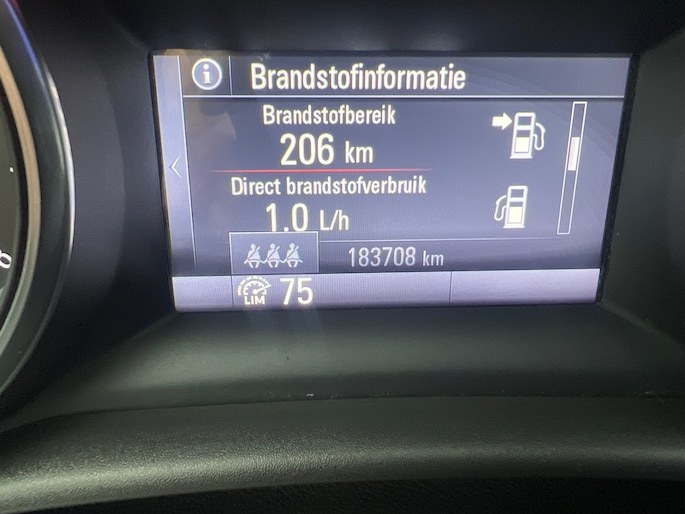 Brandstofinformatie
Brandstofbereik
206 km
Direct brandstofverbruik
1.0 L/h
183708 km
LIM 75